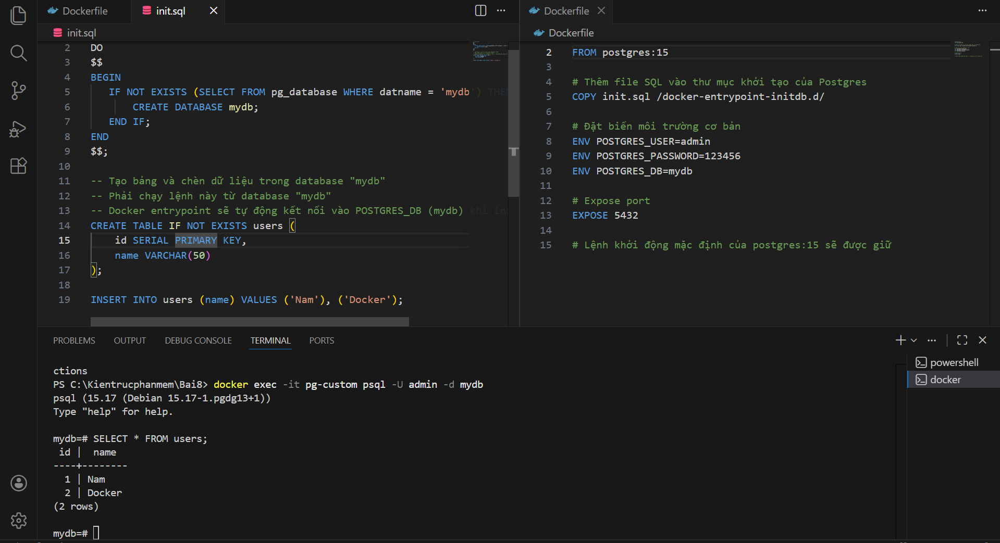 Dockerfile
init.sql
init.sql
2 DO
3 $$
4 BEGIN
5 IF NOT EXISTS (SELECT FROM pg_database WHERE datname = 'mydb') THEN
6 CREATE DATABASE mydb;
7 END IF;
8 END
9 $$;
10
11 -- Tạo bảng và chèn dữ liệu trong database "mydb"
12 -- Phải chạy lệnh này từ database "mydb"
13 -- Docker entrypoint sẽ tự động kết nối vào POSTGRES_DB (mydb) khi
14 CREATE TABLE IF NOT EXISTS users (
15 id SERIAL PRIMARY KEY,
16 name VARCHAR(50)
17 );
18
19 INSERT INTO users (name) VALUES ('Nam'), ('Docker');
Dockerfile
Dockerfile
2 FROM postgres:15
3
4 # Thêm file SQL vào thư mục khởi tạo của Postgres
5 COPY init.sql /docker-entrypoint-initdb.d/
6
7 # Đặt biến môi trường cơ bản
8 ENV POSTGRES_USER=admin
9 ENV POSTGRES_PASSWORD=123456
10 ENV POSTGRES_DB=mydb
11
12 # Expose port
13 EXPOSE 5432
14
15 # Lệnh khởi động mặc định của postgres:15 sẽ được giữ
PROBLEMS OUTPUT DEBUG CONSOLE TERMINAL PORTS
ctions
PS C:\Kientrucphanmem\Bai8> docker exec -it pg-custom psql -U admin -d mydb
psql (15.17 (Debian 15.17-1.pgdg13+1))
Type "help" for help.
mydb=# SELECT * FROM users;
id | name
----+--------
1 | Nam
2 | Docker
(2 rows)
mydb=#
powershell
docker